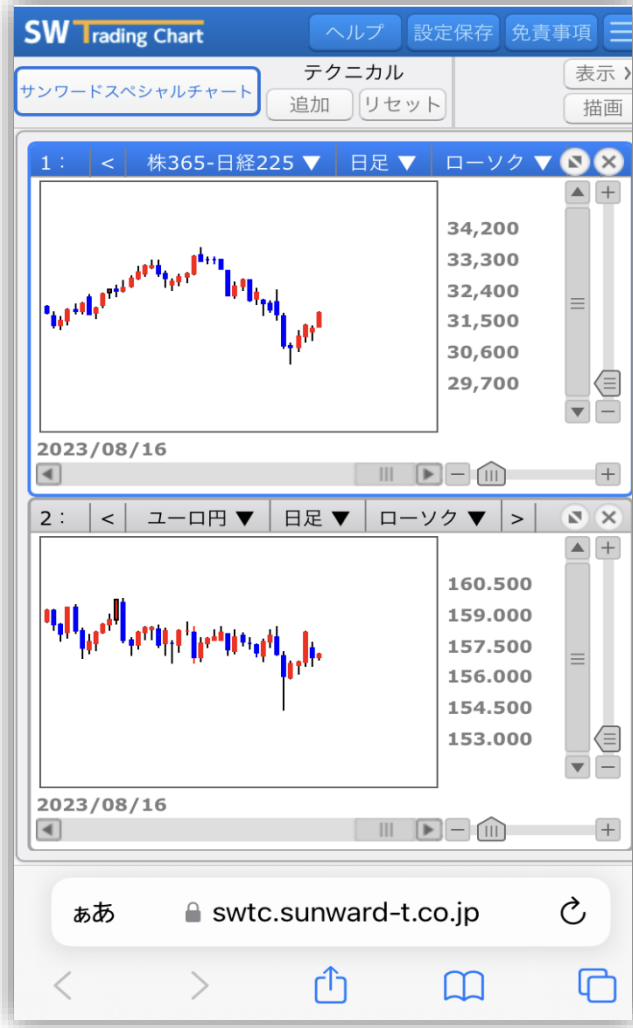 SW Trading Chart ヘルプ 設定保存 免責事項
サンワードスペシャルチャート テクニカル 表示
追加 リセット 描画
1： < 株365-日経225 ▼ 日足 ▼ ローソク ▼
34,200
33,300
32,400
31,500
30,600
29,700
2023/08/16
2： < ユーロ円 ▼ 日足 ▼ ローソク ▼ >
160.500
159.000
157.500
156.000
154.500
153.000
2023/08/16
ぁあ swtc.sunward-t.co.jp